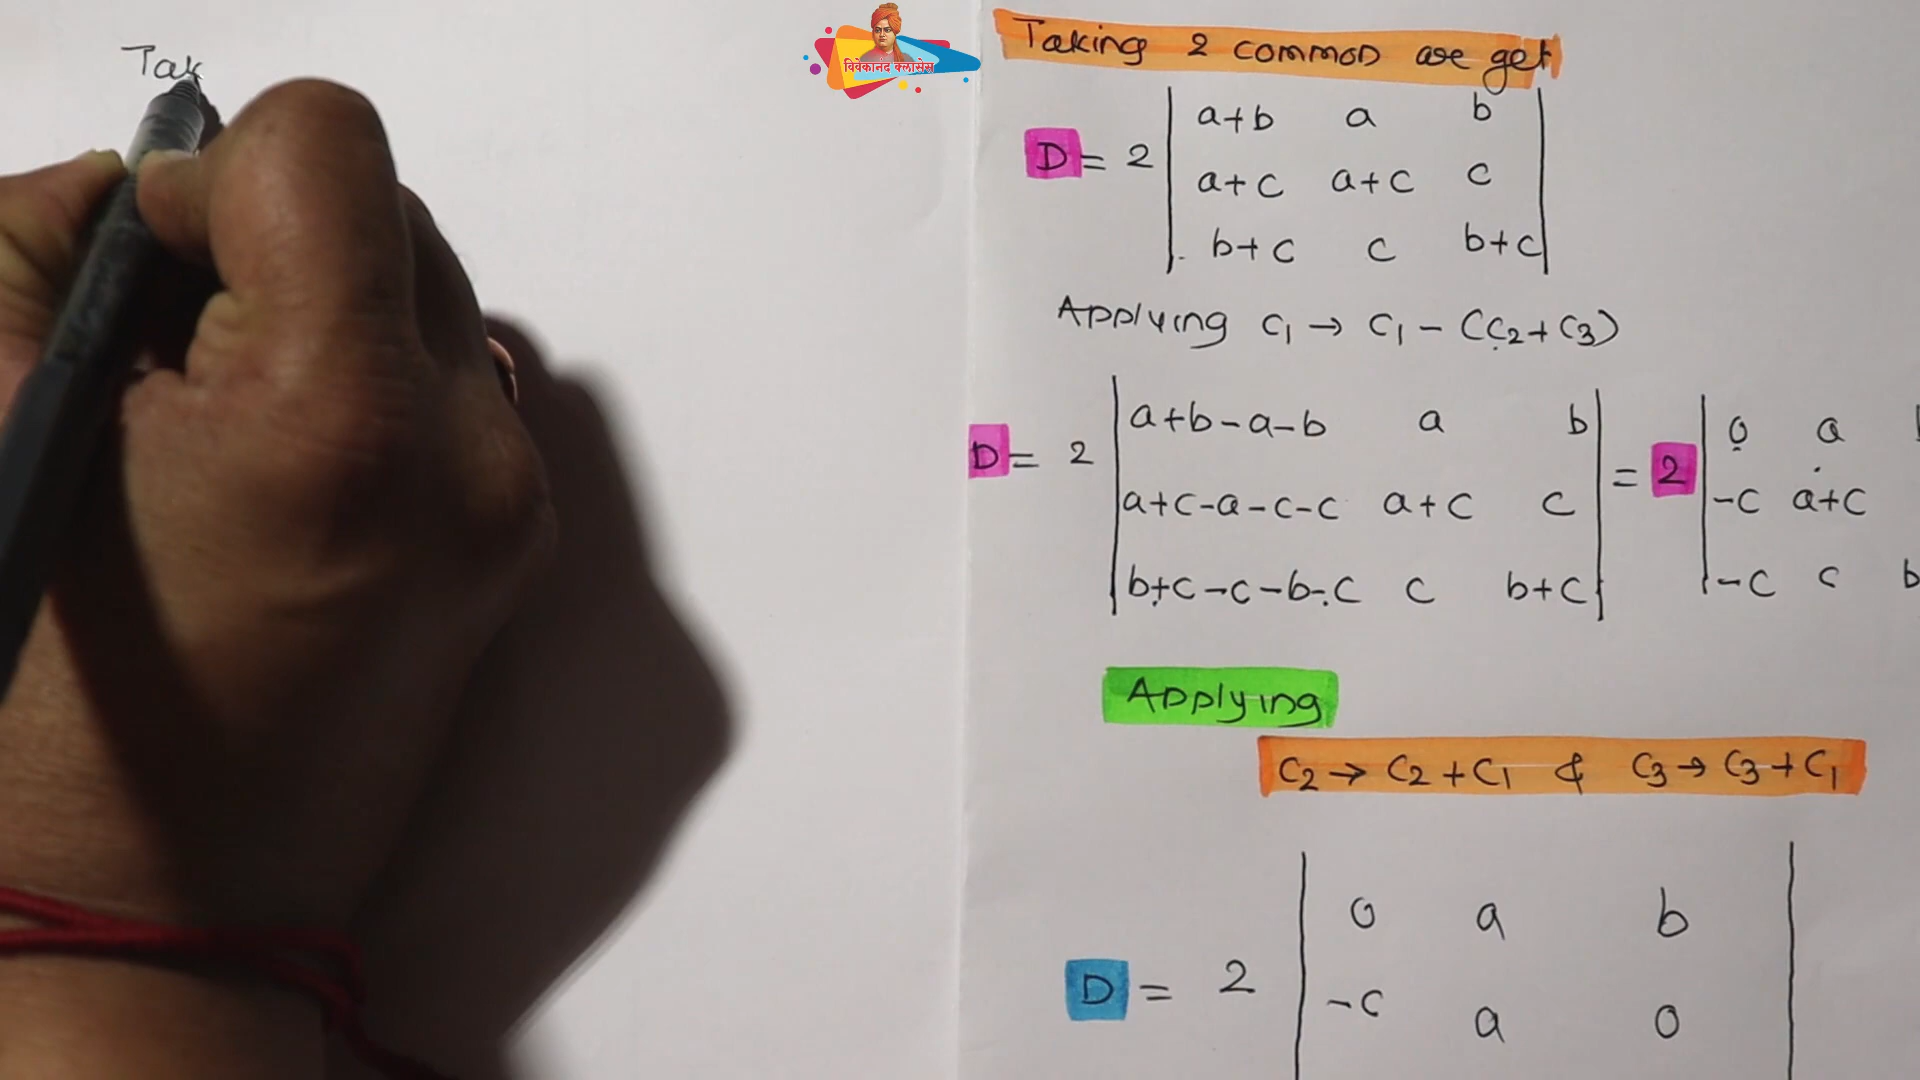 Tak
विवेकानंद क्लासेस
Taking 2 common are get
D = 2 | a+b a b |
| a+c a+c c |
| b+c c b+c |
Applying C₁ → C₁ - (C₂ + C₃)
D = 2 | a+b-a-b a b | = 2 | 0 a
| a+c-a-c-c a+c c | | -c a+c
| b+c-c-b-c c b+c | | -c c b
Applying
C₂ → C₂ + C₁ & C₃ → C₃ + C₁
D = 2 | 0 a b |
| -c a 0 |